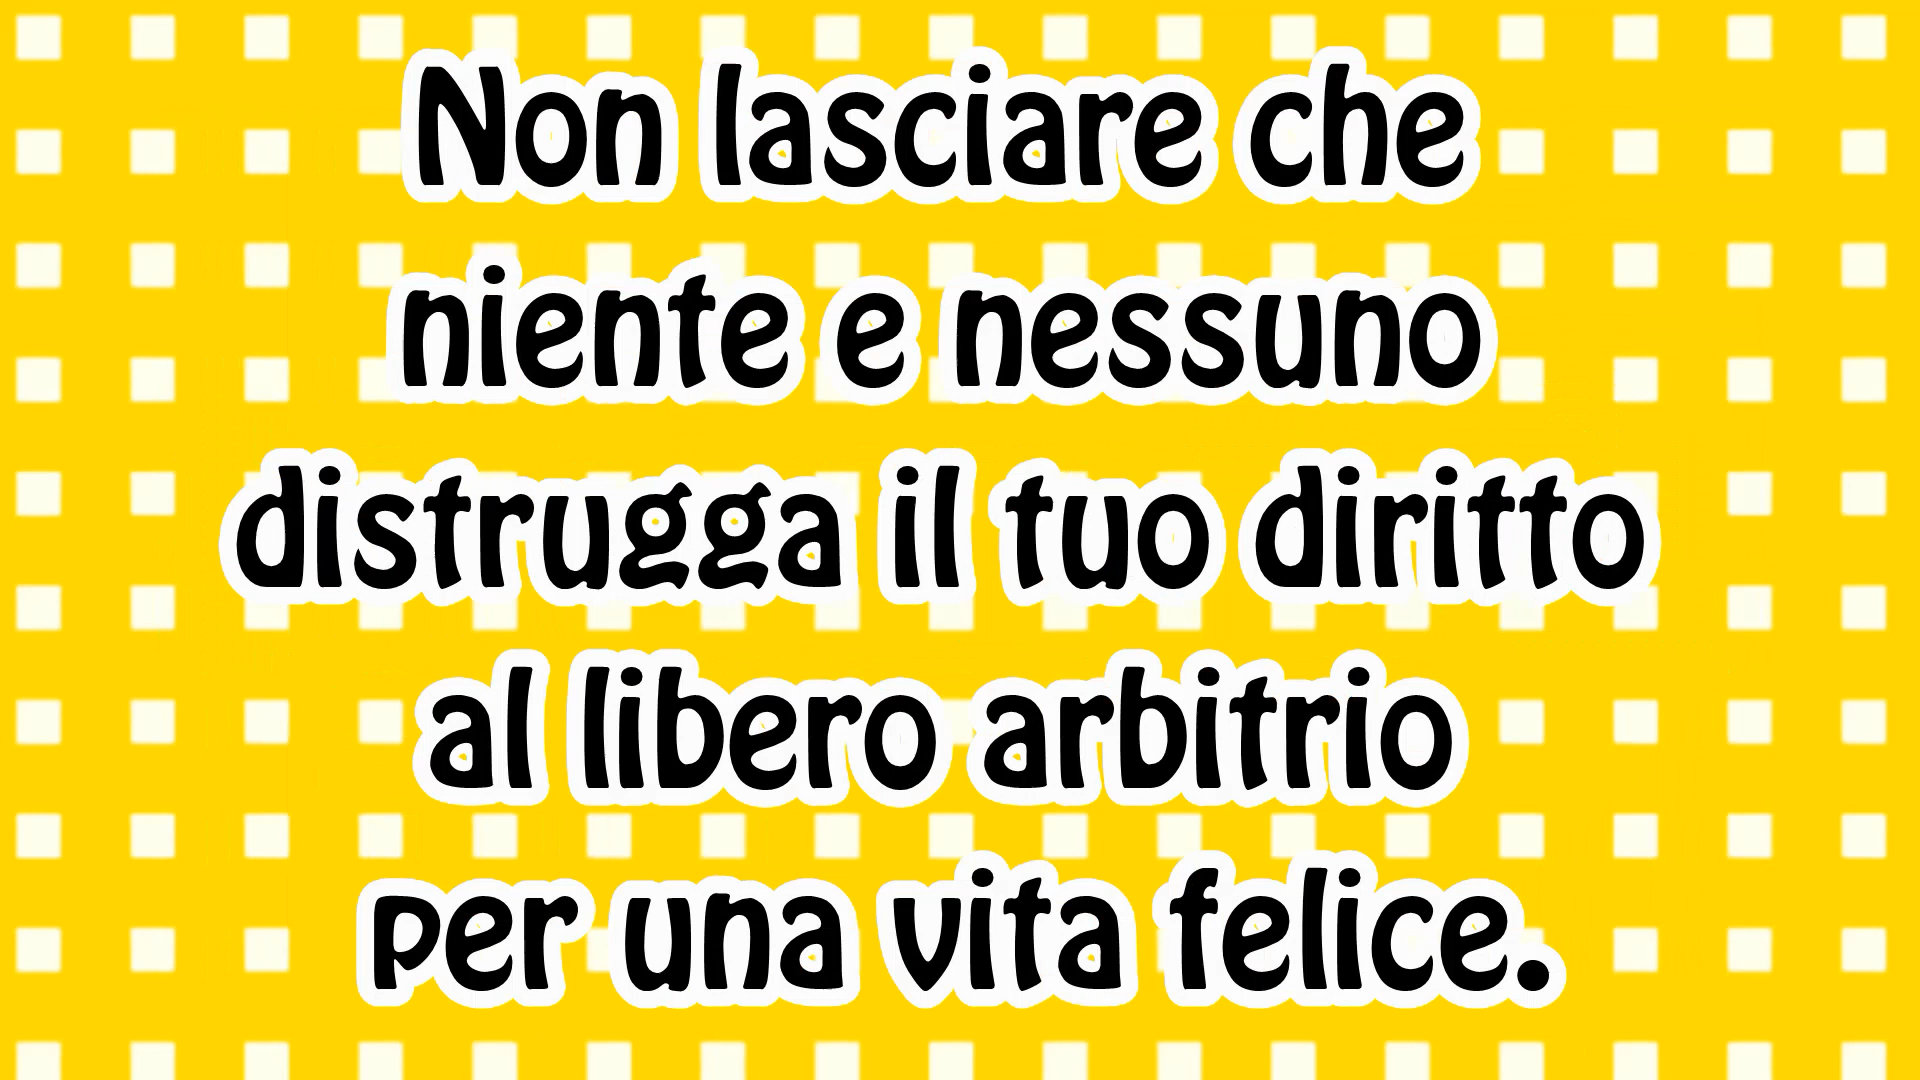 Non lasciare che
niente e nessuno
distrugga il tuo diritto
al libero arbitrio
per una vita felice.